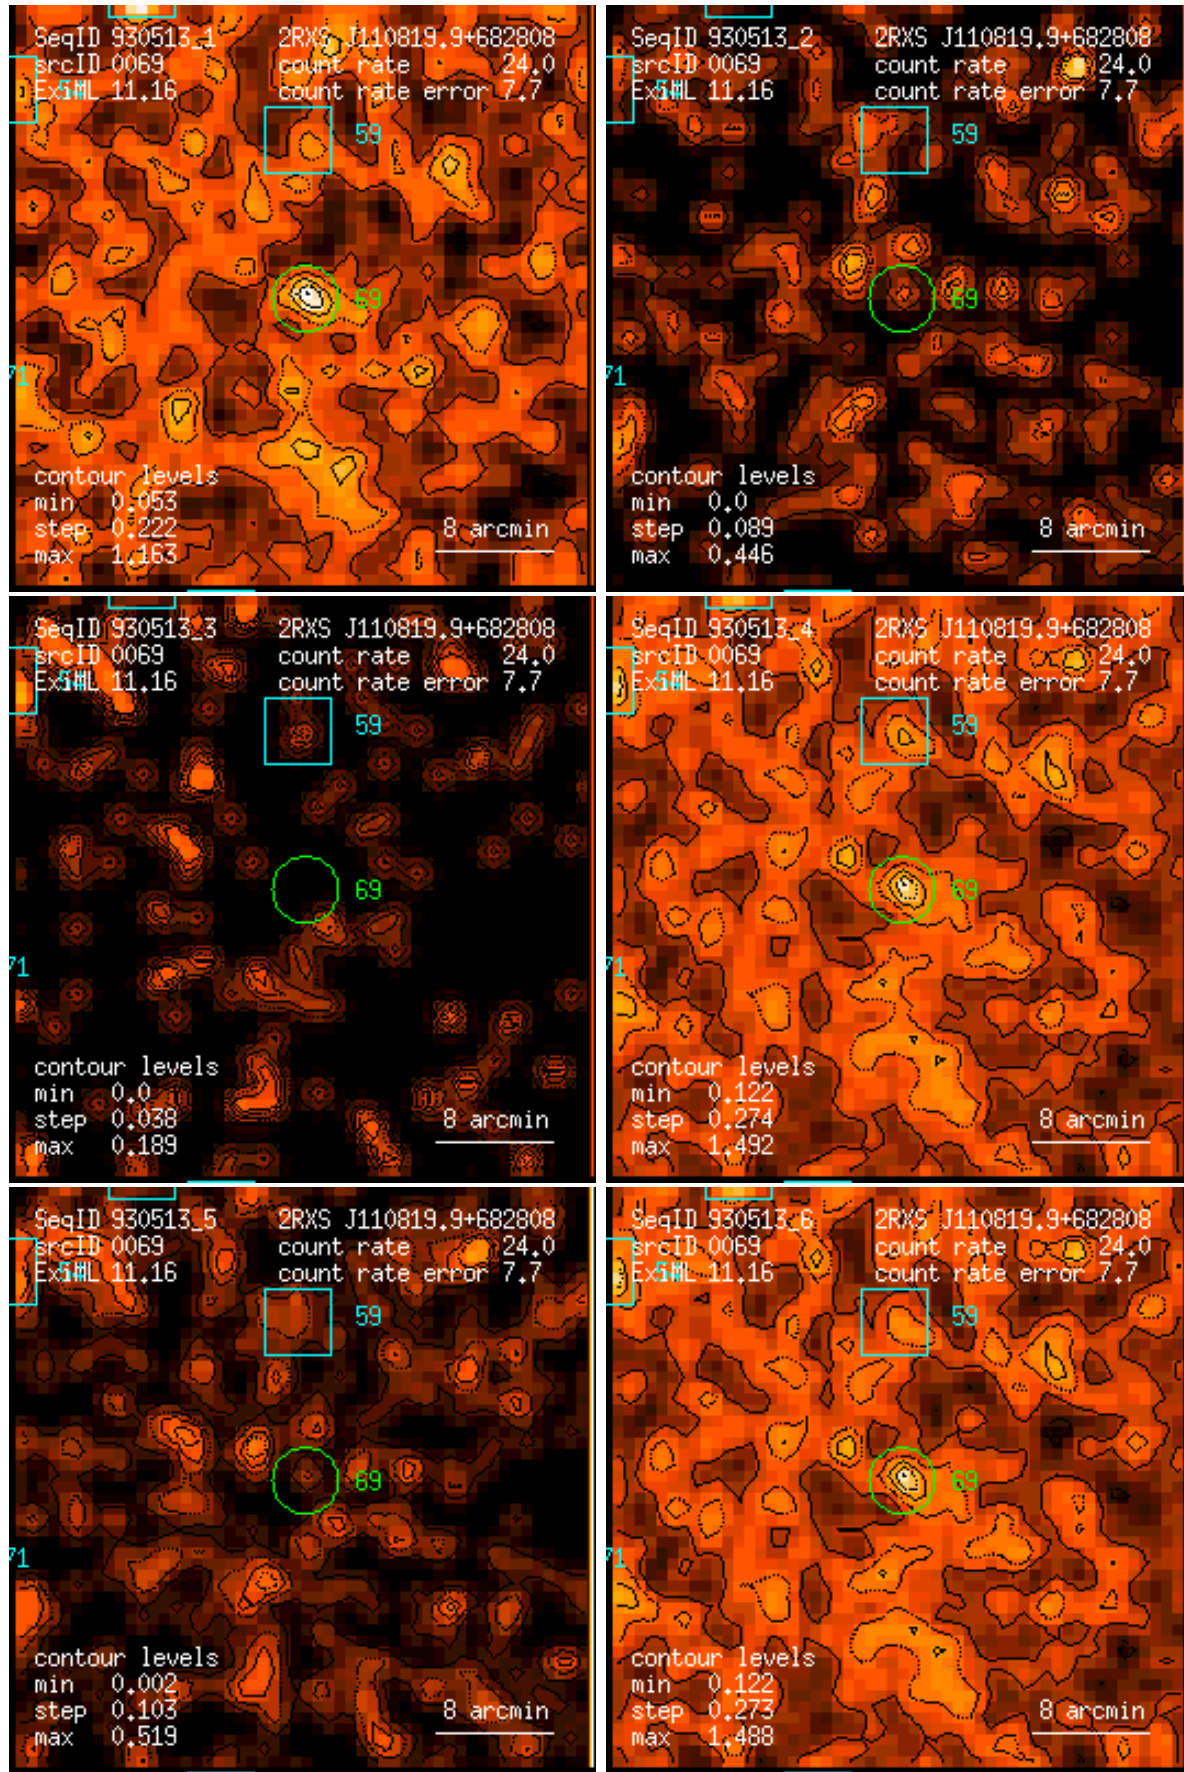 SeqID 930513_1 2RXS J110819.9+682808
srcID 0069 count rate 24.0
ExiML 11.16 count rate error 7.7
59
69
71
contour levels
min 0.053
step 0.222
max 1.163
8 arcmin
SeqID 930513_2 2RXS J110819.9+682808
srcID 0069 count rate 24.0
ExiML 11.16 count rate error 7.7
59
69
71
contour levels
min 0.0
step 0.089
max 0.446
8 arcmin
SeqID 930513_3 2RXS J110819.9+682808
srcID 0069 count rate 24.0
ExiML 11.16 count rate error 7.7
59
69
71
contour levels
min 0.0
step 0.038
max 0.189
8 arcmin
SeqID 930513_4 2RXS J110819.9+682808
srcID 0069 count rate 24.0
ExiML 11.16 count rate error 7.7
59
69
71
contour levels
min 0.122
step 0.274
max 1.492
8 arcmin
SeqID 930513_5 2RXS J110819.9+682808
srcID 0069 count rate 24.0
ExiML 11.16 count rate error 7.7
59
69
71
contour levels
min 0.002
step 0.103
max 0.519
8 arcmin
SeqID 930513_6 2RXS J110819.9+682808
srcID 0069 count rate 24.0
ExiML 11.16 count rate error 7.7
59
69
71
contour levels
min 0.122
step 0.273
max 1.488
8 arcmin